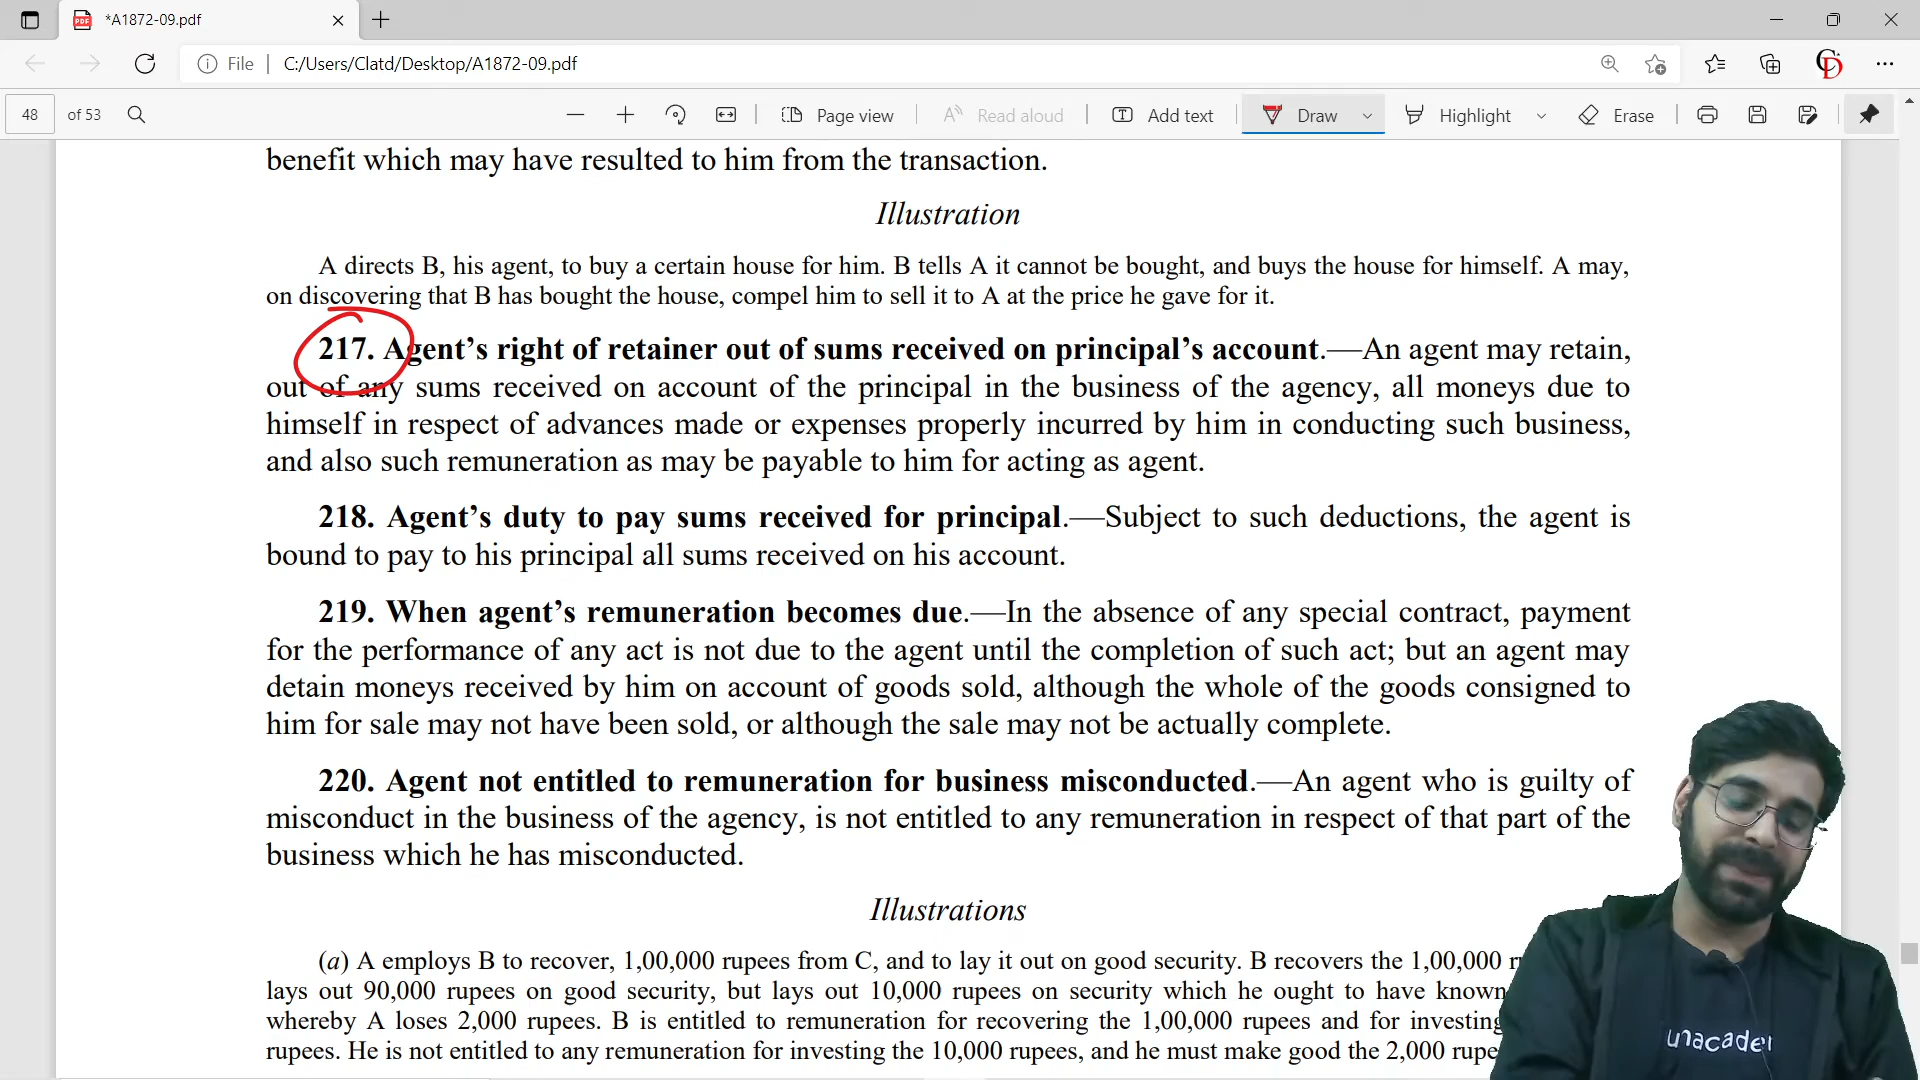 *A1872-09.pdf
File | C:/Users/Clatd/Desktop/A1872-09.pdf
48 of 53 Page view Read aloud Add text Draw Highlight Erase
benefit which may have resulted to him from the transaction.
Illustration
A directs B, his agent, to buy a certain house for him. B tells A it cannot be bought, and buys the house for himself. A may,
on discovering that B has bought the house, compel him to sell it to A at the price he gave for it.
217. Agent’s right of retainer out of sums received on principal’s account.—An agent may retain,
out of any sums received on account of the principal in the business of the agency, all moneys due to
himself in respect of advances made or expenses properly incurred by him in conducting such business,
and also such remuneration as may be payable to him for acting as agent.
218. Agent’s duty to pay sums received for principal.—Subject to such deductions, the agent is
bound to pay to his principal all sums received on his account.
219. When agent’s remuneration becomes due.—In the absence of any special contract, payment
for the performance of any act is not due to the agent until the completion of such act; but an agent may
detain moneys received by him on account of goods sold, although the whole of the goods consigned to
him for sale may not have been sold, or although the sale may not be actually complete.
220. Agent not entitled to remuneration for business misconducted.—An agent who is guilty of
misconduct in the business of the agency, is not entitled to any remuneration in respect of that part of the
business which he has misconducted.
Illustrations
(a) A employs B to recover, 1,00,000 rupees from C, and to lay it out on good security. B recovers the 1,00,000
lays out 90,000 rupees on good security, but lays out 10,000 rupees on security which he ought to have known
whereby A loses 2,000 rupees. B is entitled to remuneration for recovering the 1,00,000 rupees and for investing
rupees. He is not entitled to any remuneration for investing the 10,000 rupees, and he must make good the 2,000